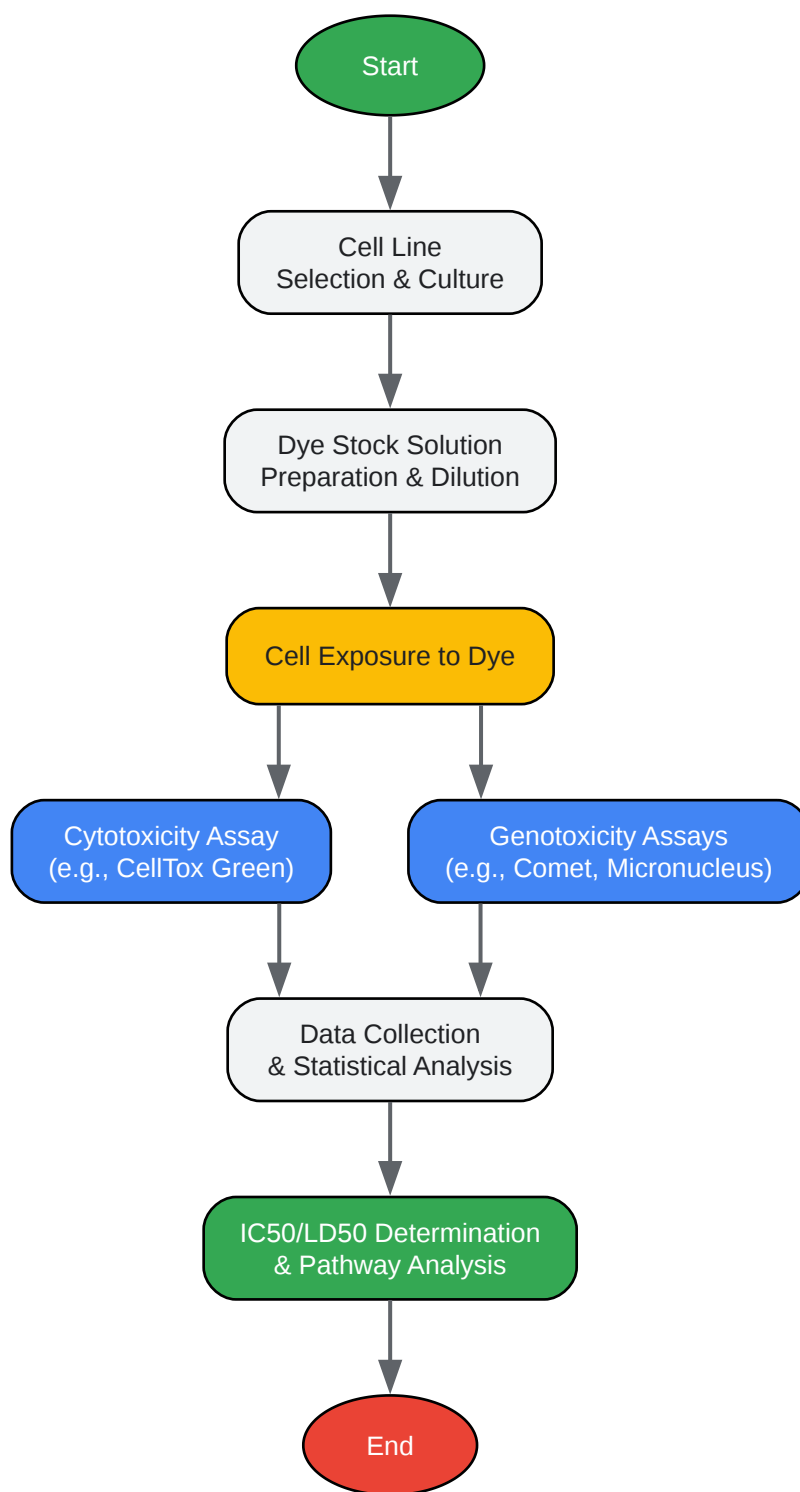 Start
Cell Line
Selection & Culture
Dye Stock Solution
Preparation & Dilution
Cell Exposure to Dye
Cytotoxicity Assay
(e.g., CellTox Green)
Genotoxicity Assays
(e.g., Comet, Micronucleus)
Data Collection
& Statistical Analysis
IC50/LD50 Determination
& Pathway Analysis
End